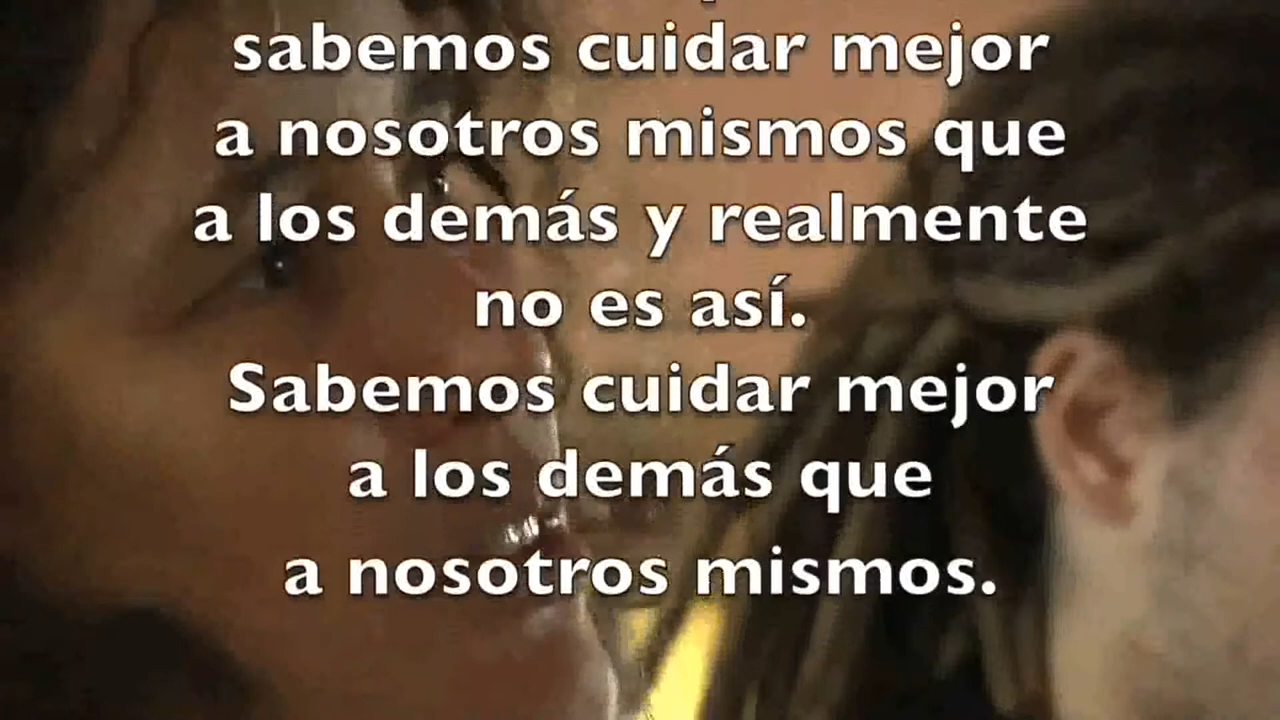 sabemos cuidar mejor
a nosotros mismos que
a los demás y realmente
no es así.
Sabemos cuidar mejor
a los demás que
a nosotros mismos.